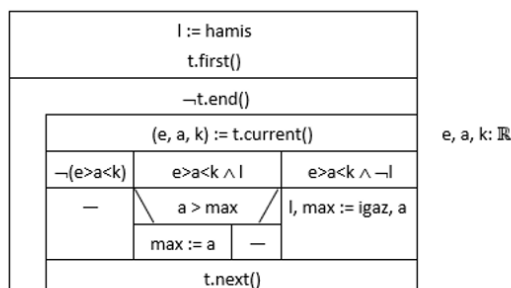 l := hamis
t.first()
¬t.end()
(e, a, k) := t.current()
e, a, k: ℝ
¬(e>a<k)
e>a<k ∧ l
e>a<k ∧ ¬l
—
a > max
l, max := igaz, a
max := a
—
t.next()